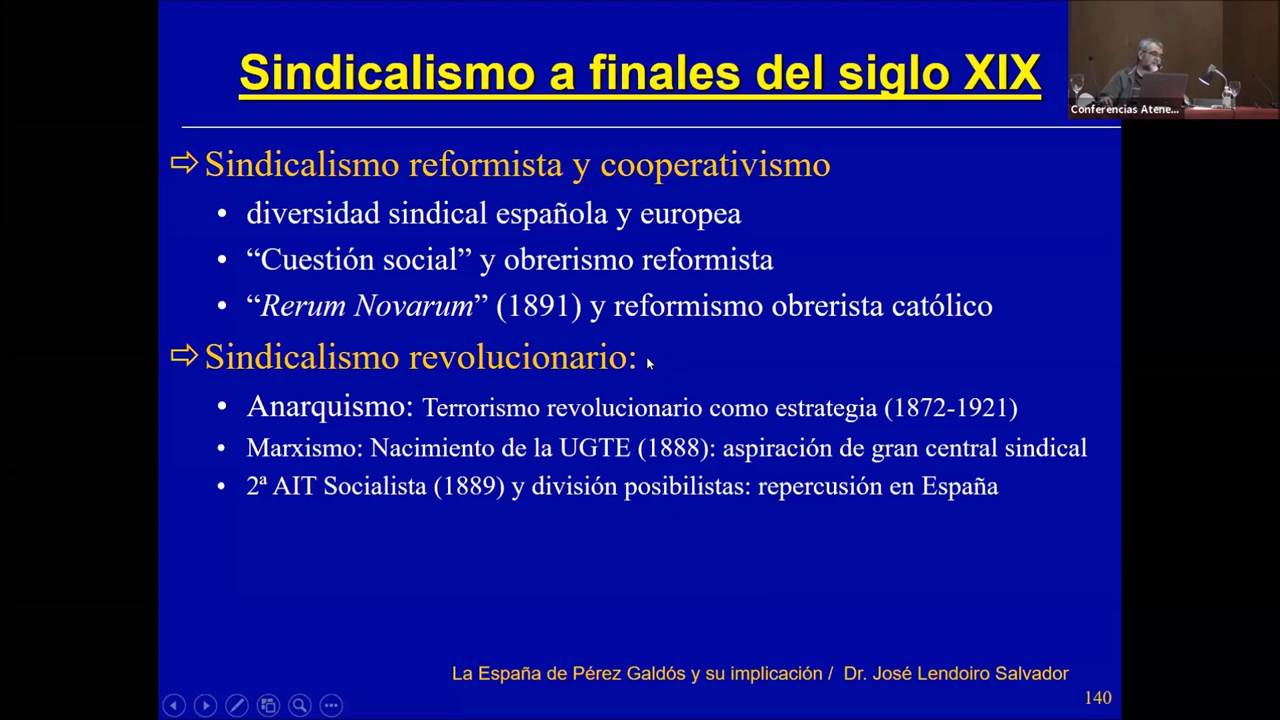 Sindicalismo a finales del siglo XIX
Conferencias Atene...
⇨ Sindicalismo reformista y cooperativismo
• diversidad sindical española y europea
• “Cuestión social” y obrerismo reformista
• “Rerum Novarum” (1891) y reformismo obrerista católico
⇨ Sindicalismo revolucionario:
• Anarquismo: Terrorismo revolucionario como estrategia (1872-1921)
• Marxismo: Nacimiento de la UGTE (1888): aspiración de gran central sindical
• 2ª AIT Socialista (1889) y división posibilistas: repercusión en España
La España de Pérez Galdós y su implicación / Dr. José Lendoiro Salvador
140